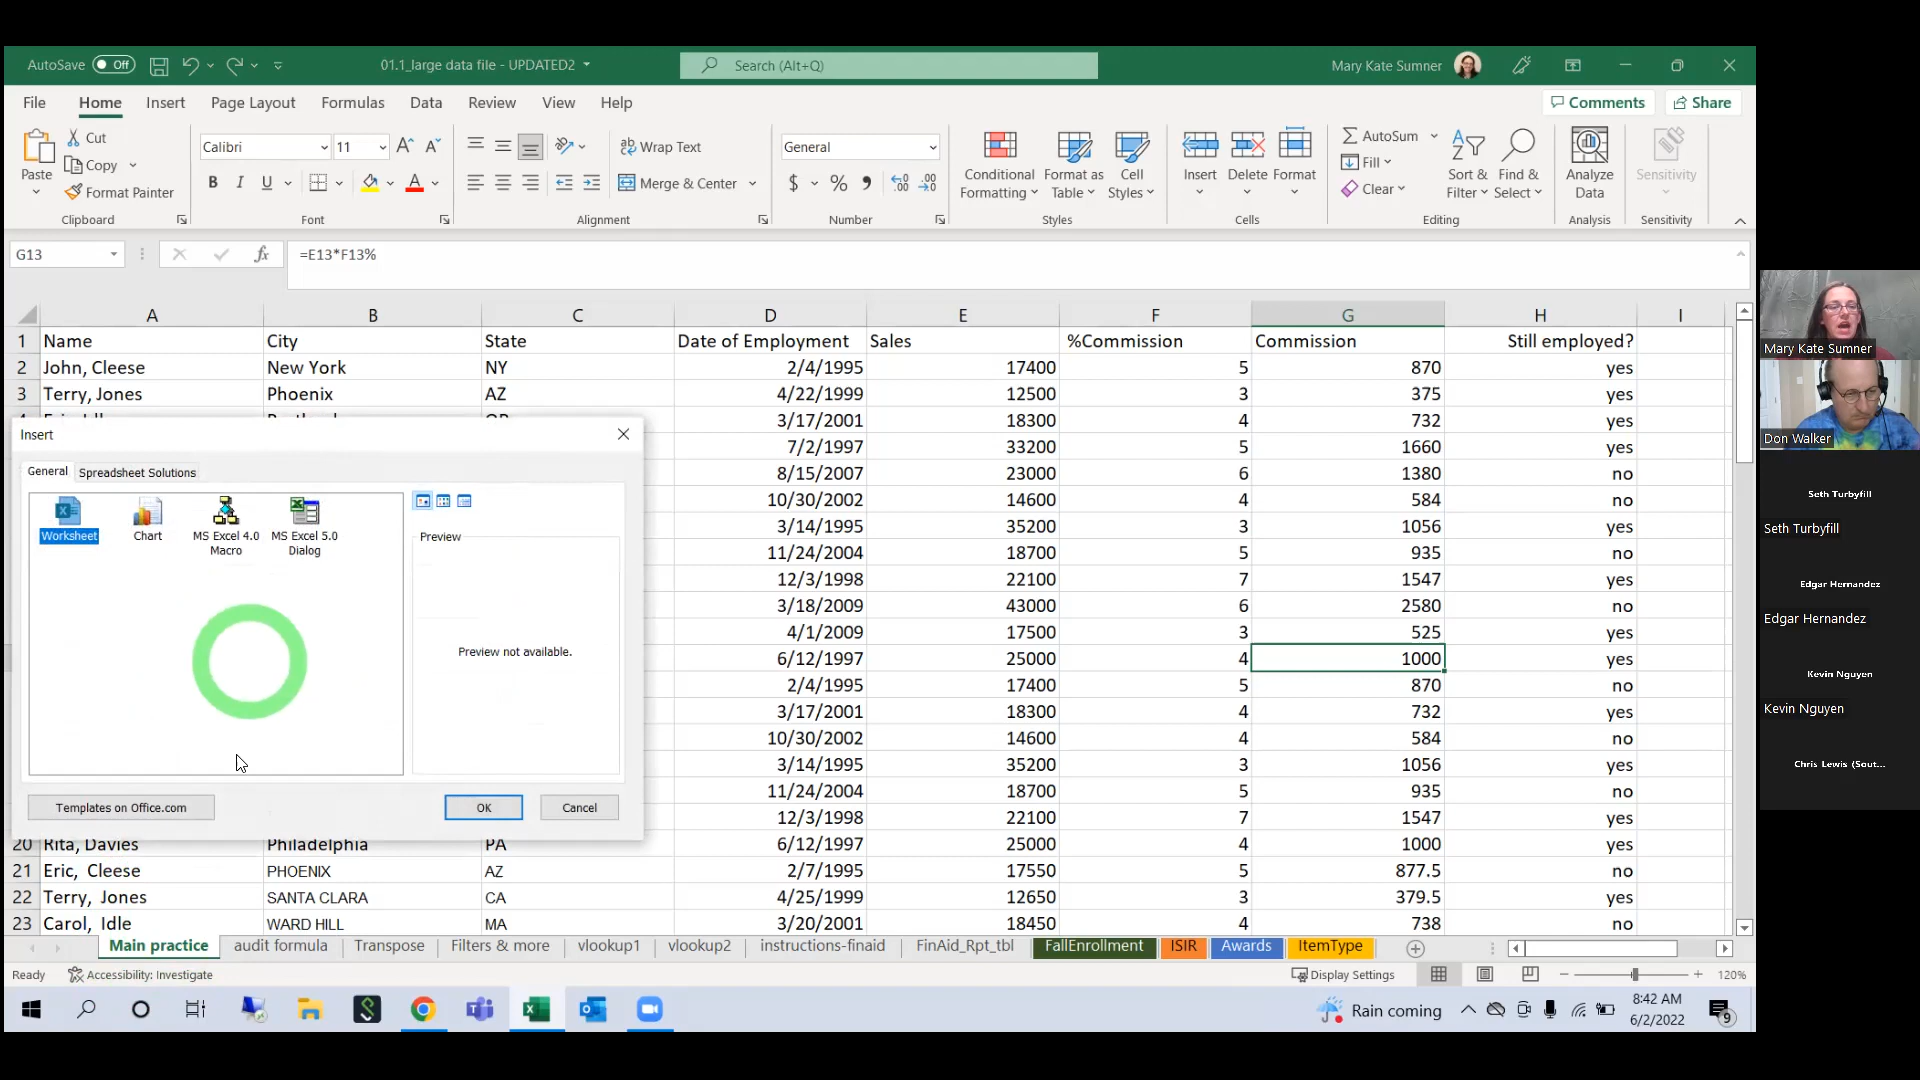 AutoSave Off 01.1_large data file - UPDATED2 Search (Alt+Q) Mary Kate Sumner
File Home Insert Page Layout Formulas Data Review View Help Comments Share
Paste Cut Copy Format Painter Clipboard
Calibri 11 B I U Font
Wrap Text Merge & Center Alignment
General $ % Number
Conditional Formatting Format as Table Cell Styles Styles
Insert Delete Format Cells
AutoSum Fill Clear Sort & Filter Find & Select Editing
Analyze Data Analysis
Sensitivity Sensitivity
G13 fx =E13*F13%
A B C D E F G H I
1 Name City State Date of Employment Sales %Commission Commission Still employed?
2 John, Cleese New York NY 2/4/1995 17400 5 870 yes
3 Terry, Jones Phoenix AZ 4/22/1999 12500 3 375 yes
3/17/2001 18300 4 732 yes
7/2/1997 33200 5 1660 yes
8/15/2007 23000 6 1380 no
10/30/2002 14600 4 584 no
3/14/1995 35200 3 1056 yes
11/24/2004 18700 5 935 no
12/3/1998 22100 7 1547 yes
3/18/2009 43000 6 2580 no
4/1/2009 17500 3 525 yes
6/12/1997 25000 4 1000 yes
2/4/1995 17400 5 870 no
3/17/2001 18300 4 732 yes
10/30/2002 14600 4 584 no
3/14/1995 35200 3 1056 yes
11/24/2004 18700 5 935 no
12/3/1998 22100 7 1547 yes
20 Rita, Davies Philadelphia PA 6/12/1997 25000 4 1000 yes
21 Eric, Cleese PHOENIX AZ 2/7/1995 17550 5 877.5 no
22 Terry, Jones SANTA CLARA CA 4/25/1999 12650 3 379.5 yes
23 Carol, Idle WARD HILL MA 3/20/2001 18450 4 738 no
Insert
General Spreadsheet Solutions
Worksheet Chart MS Excel 4.0 Macro MS Excel 5.0 Dialog
Preview
Preview not available.
Templates on Office.com OK Cancel
Main practice audit formula Transpose Filters & more vlookup1 vlookup2 instructions-finaid FinAid_Rpt_tbl FallEnrollment ISIR Awards ItemType
Ready Accessibility: Investigate Display Settings 120%
Rain coming 8:42 AM
6/2/2022 9
Mary Kate Sumner
Don Walker
Seth Turbyfill
Seth Turbyfill
Edgar Hernandez
Edgar Hernandez
Kevin Nguyen
Kevin Nguyen
Chris Lewis (Sout...